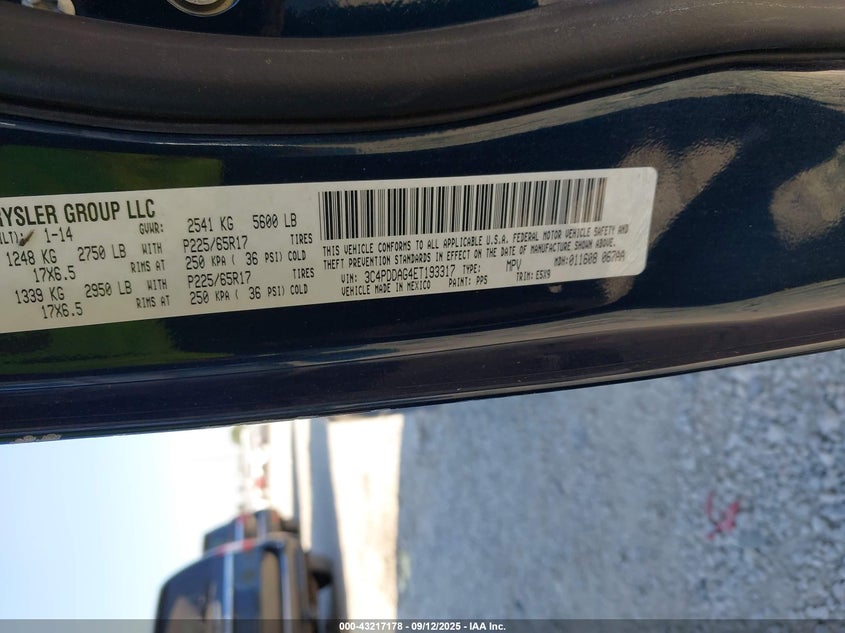 RYSLER GROUP LLC
1-14
GVWR: 2541 KG 5600 LB
1248 KG 2750 LB WITH P225/65R17 TIRES
17X6.5 RIMS AT 250 KPA ( 36 PSI) COLD
1339 KG 2950 LB WITH P225/65R17 TIRES
17X6.5 RIMS AT 250 KPA ( 36 PSI) COLD
THIS VEHICLE CONFORMS TO ALL APPLICABLE U.S.A. FEDERAL MOTOR VEHICLE SAFETY AND
THEFT PREVENTION STANDARDS IN EFFECT ON THE DATE OF MANUFACTURE SHOWN ABOVE.
VIN: 3C4PDDAG4ET193317 TYPE: MPV MDH: 011608 067AA
VEHICLE MADE IN MEXICO PAINT: PPS TRIM: E5X9
000-43217178 - 09/12/2025 - IAA Inc.